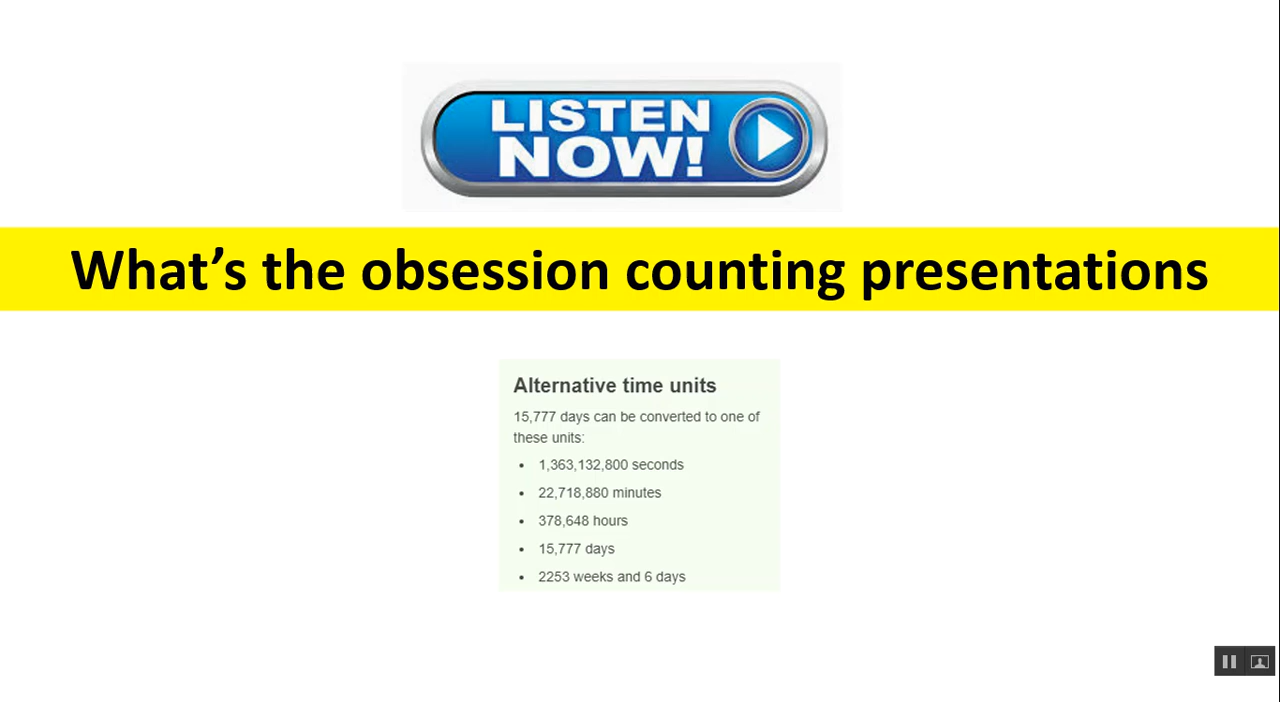 LISTEN
NOW!
What's the obsession counting presentations
Alternative time units
15,777 days can be converted to one of
these units:
• 1,363,132,800 seconds
• 22,718,880 minutes
• 378,648 hours
• 15,777 days
• 2253 weeks and 6 days